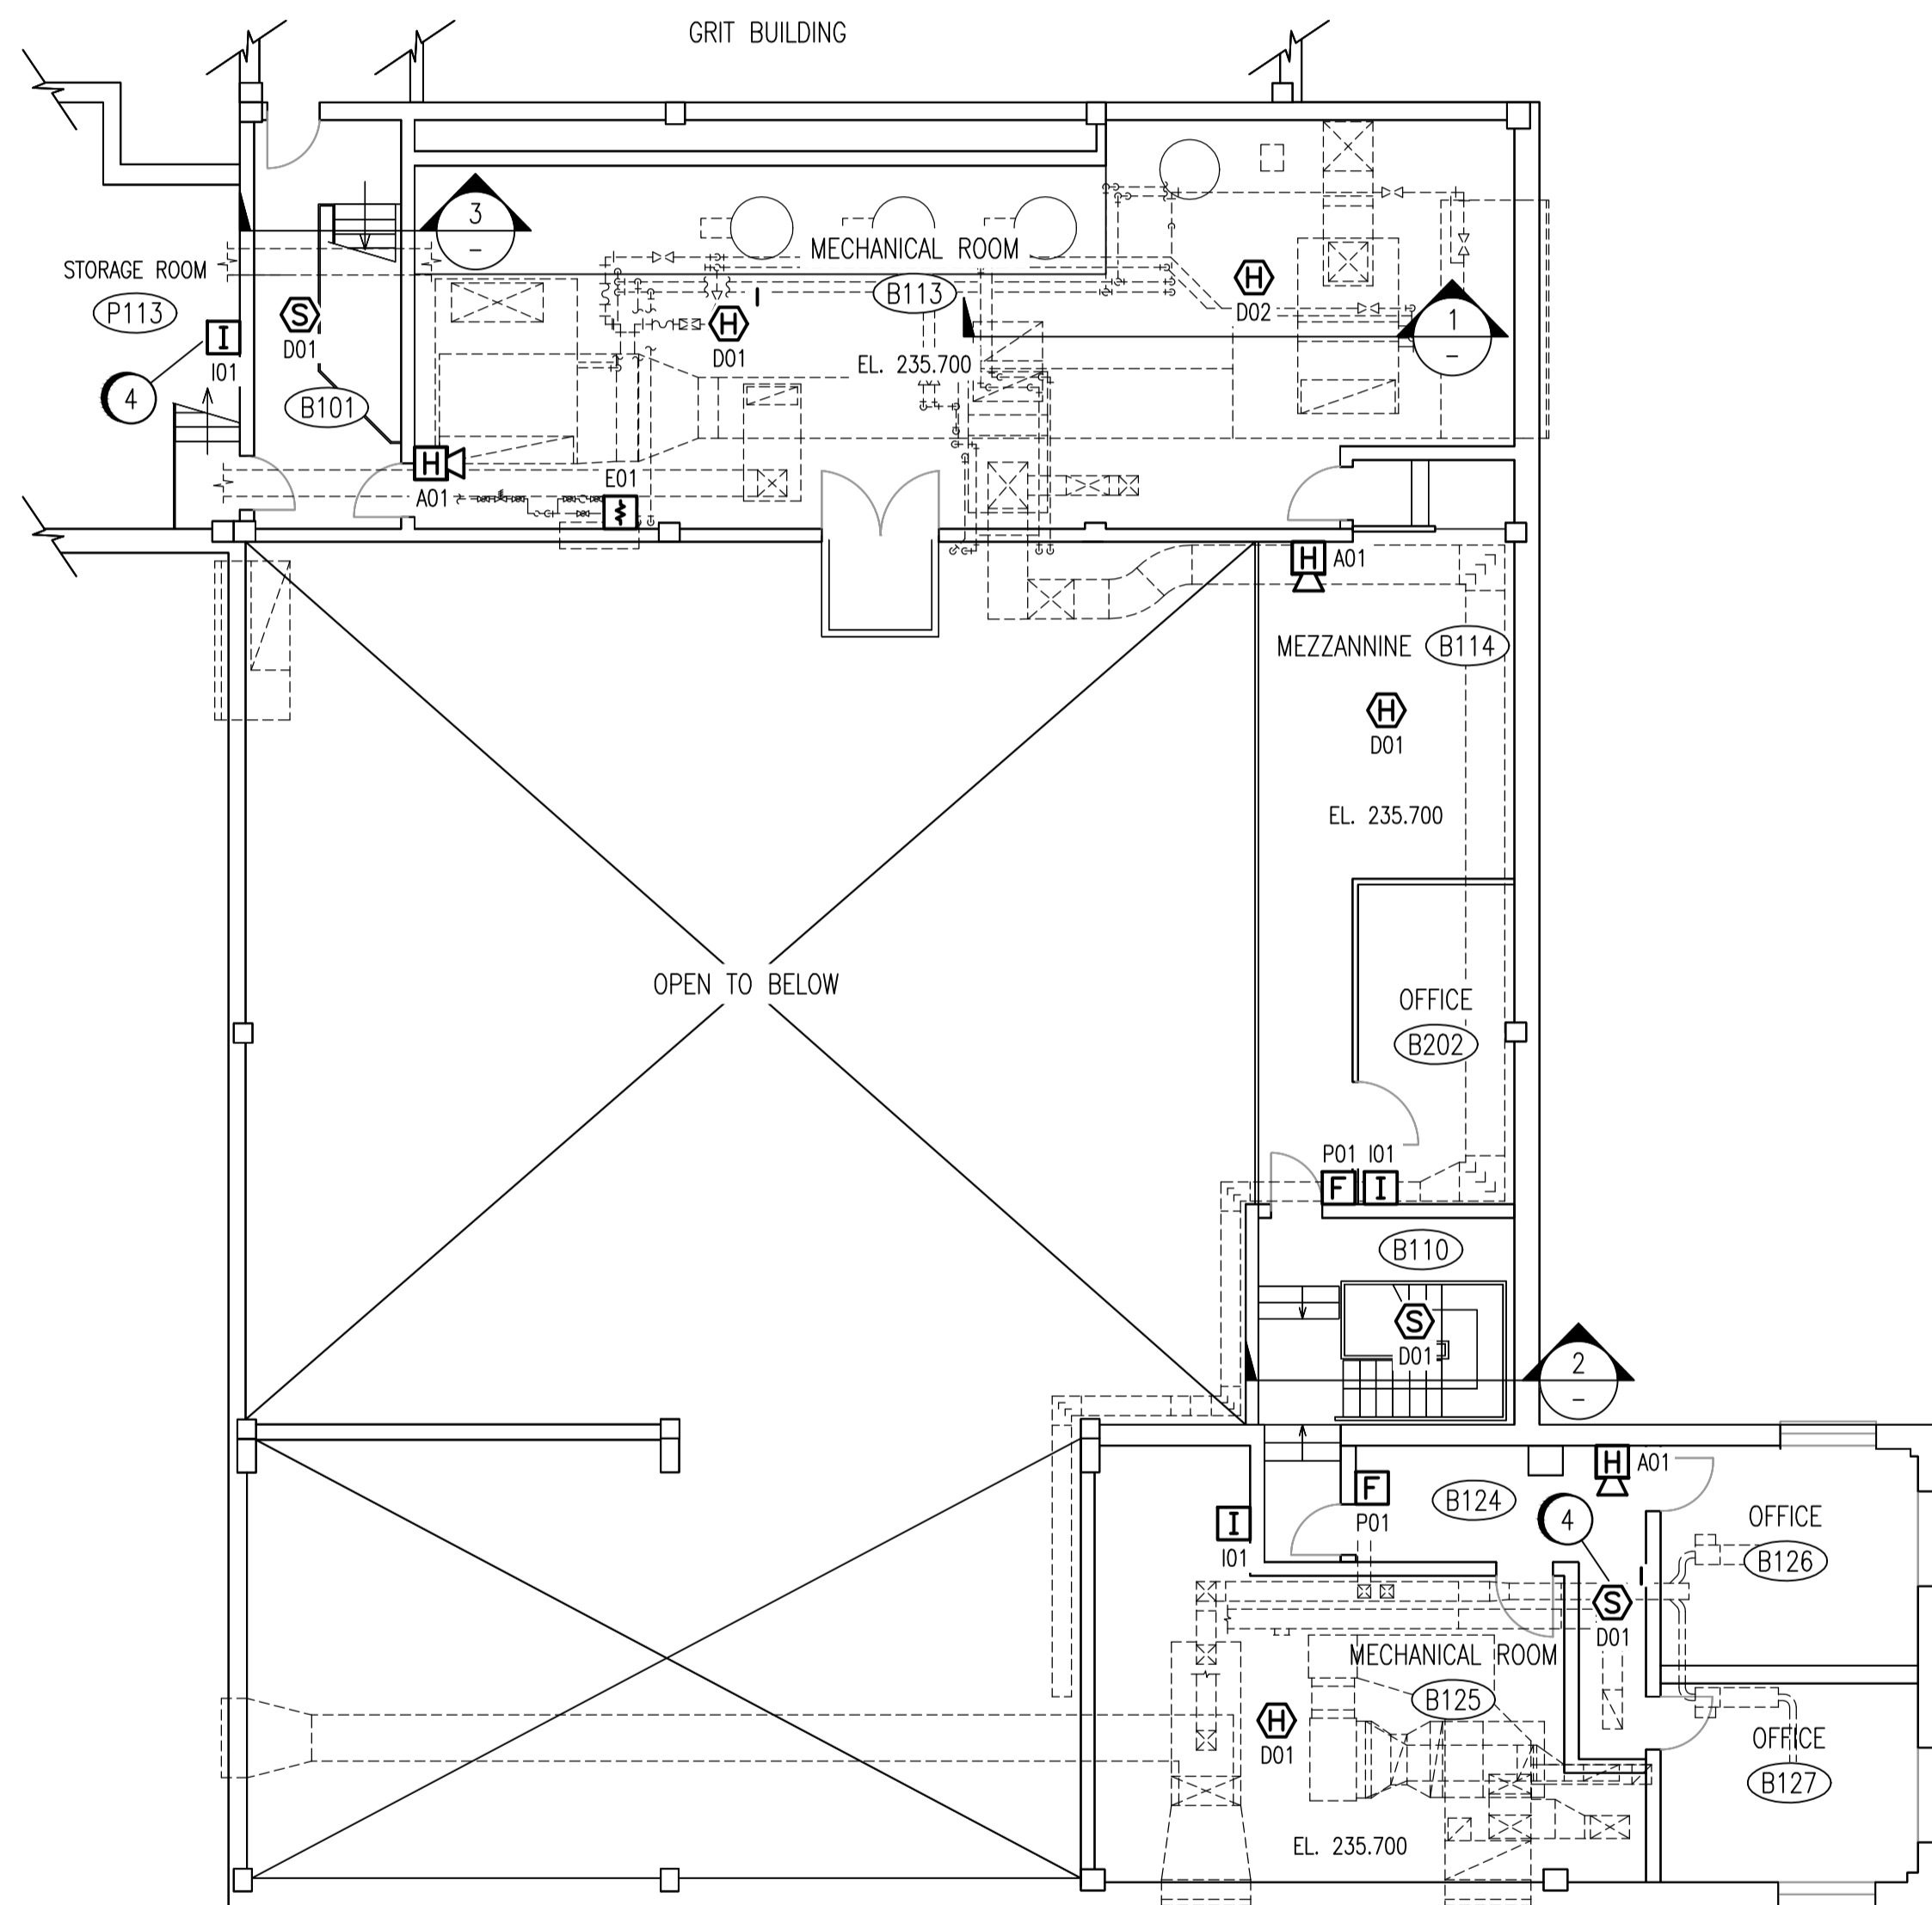 GRIT BUILDING
3
-
MECHANICAL ROOM
B113
STORAGE ROOM
P113
S
D01
I
I01
4
B101
H
D01
H
D02
1
-
EL. 235.700
H
A01
E01
H
A01
MEZZANNINE
B114
H
D01
EL. 235.700
OPEN TO BELOW
OFFICE
B202
P01
I01
F
I
B110
S
D01
2
-
H
A01
F
P01
B124
4
I
I01
OFFICE
B126
S
D01
MECHANICAL ROOM
B125
H
D01
OFFICE
B127
EL. 235.700